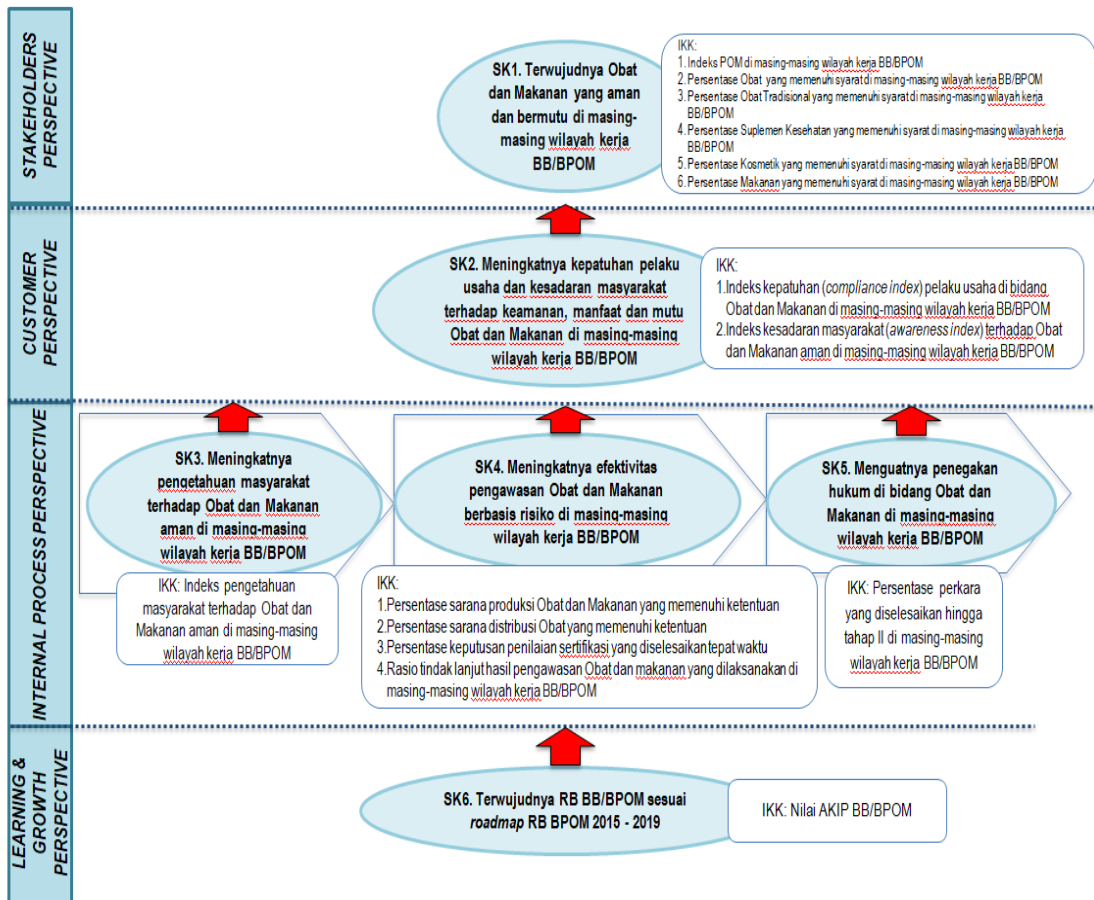 STAKEHOLDERS
PERSPECTIVE
SK1. Terwujudnya Obat
dan Makanan yang aman
dan bermutu di masing-
masing wilayah kerja
BB/BPOM
IKK:
1. Indeks POM di masing-masing wilayah kerja BB/BPOM
2. Persentase Obat yang memenuhi syarat di masing-masing wilayah kerja BB/BPOM
3. Persentase Obat Tradisional yang memenuhi syarat di masing-masing wilayah kerja
BB/BPOM
4. Persentase Suplemen Kesehatan yang memenuhi syarat di masing-masing wilayah kerja
BB/BPOM
5. Persentase Kosmetik yang memenuhi syarat di masing-masing wilayah kerja BB/BPOM
6. Persentase Makanan yang memenuhi syarat di masing-masing wilayah kerja BB/BPOM
CUSTOMER
PERSPECTIVE
SK2. Meningkatnya kepatuhan pelaku
usaha dan kesadaran masyarakat
terhadap keamanan, manfaat dan mutu
Obat dan Makanan di masing-masing
wilayah kerja BB/BPOM
IKK:
1.Indeks kepatuhan (compliance index) pelaku usaha di bidang
Obat dan Makanan di masing-masing wilayah kerja BB/BPOM
2.Indeks kesadaran masyarakat (awareness index) terhadap Obat
dan Makanan aman di masing-masing wilayah kerja BB/BPOM
INTERNAL PROCESS PERSPECTIVE
SK3. Meningkatnya
pengetahuan masyarakat
terhadap Obat dan Makanan
aman di masing-masing
wilayah kerja BB/BPOM
IKK: Indeks pengetahuan
masyarakat terhadap Obat dan
Makanan aman di masing-masing
wilayah kerja BB/BPOM
SK4. Meningkatnya efektivitas
pengawasan Obat dan Makanan
berbasis risiko di masing-masing
wilayah kerja BB/BPOM
IKK:
1.Persentase sarana produksi Obat dan Makanan yang memenuhi ketentuan
2.Persentase sarana distribusi Obat yang memenuhi ketentuan
3.Persentase keputusan penilaian sertifikasi yang diselesaikan tepat waktu
4.Rasio tindak lanjut hasil pengawasan Obat dan makanan yang dilaksanakan di
masing-masing wilayah kerja BB/BPOM
SK5. Menguatnya penegakan
hukum di bidang Obat dan
Makanan di masing-masing
wilayah kerja BB/BPOM
IKK: Persentase perkara
yang diselesaikan hingga
tahap II di masing-masing
wilayah kerja BB/BPOM
LEARNING &
GROWTH
PERSPECTIVE
SK6. Terwujudnya RB BB/BPOM sesuai
roadmap RB BPOM 2015 - 2019
IKK: Nilai AKIP BB/BPOM